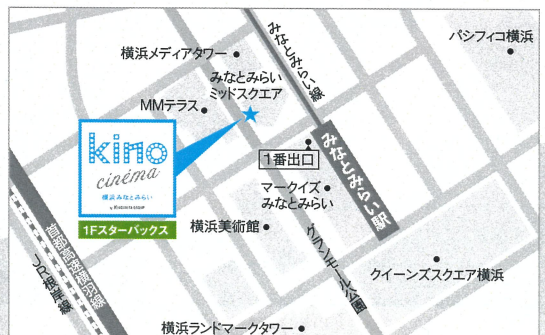 横浜メディアタワー
みなとみらい線
パシフィコ横浜
みなとみらい
ミッドスクエア
MMテラス
kino
cinéma
横浜みなとみらい
1Fスターバックス
1番出口
みなとみらい駅
マークイズ
みなとみらい
横浜美術館
グランモール公園
クイーンズスクエア横浜
首都高速横羽線
JR根岸線
横浜ランドマークタワー